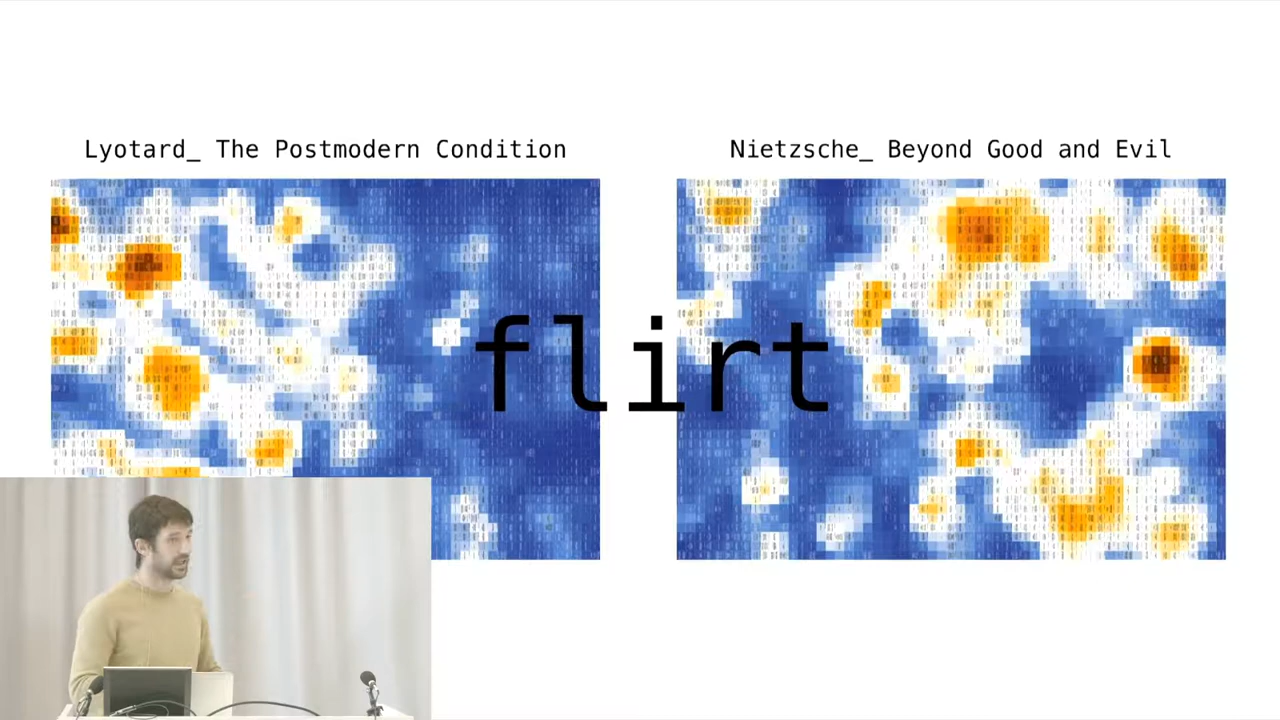 Lyotard_ The Postmodern Condition
Nietzsche_ Beyond Good and Evil
flirt